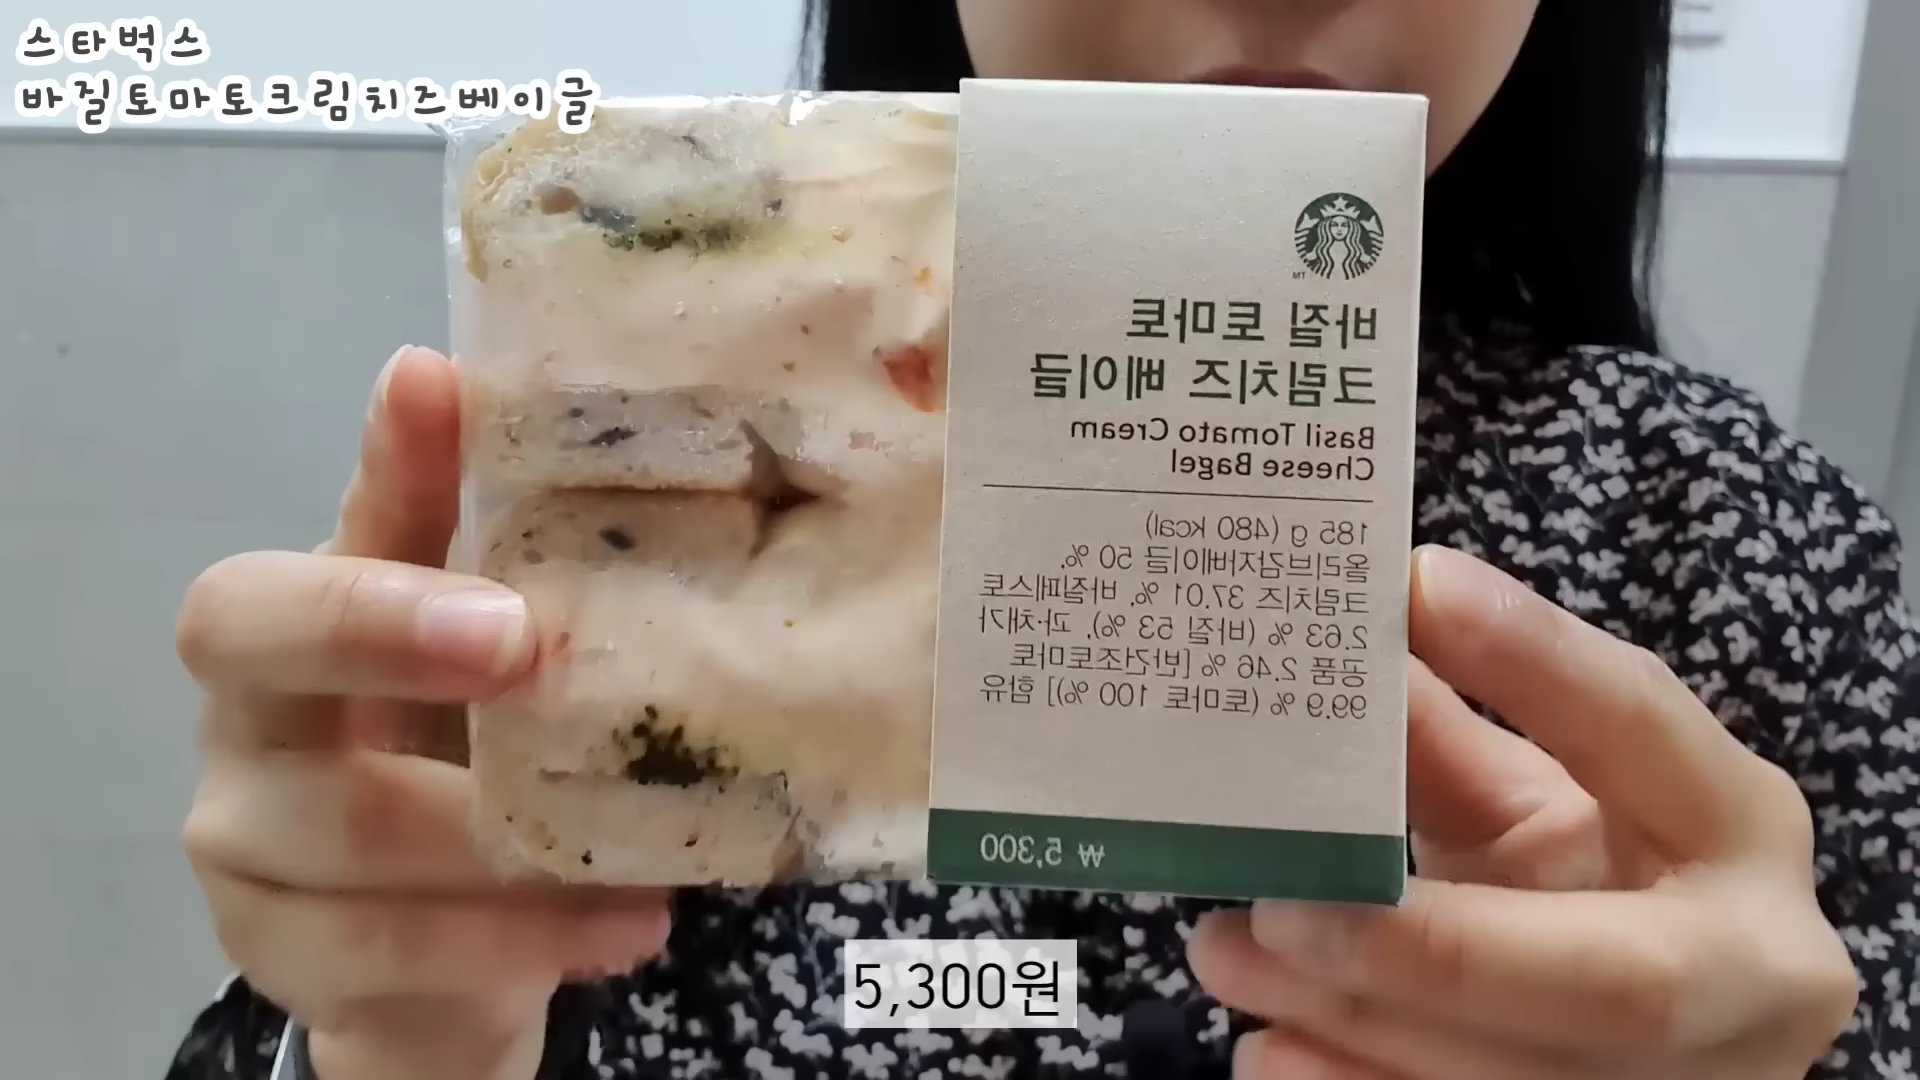 스타벅스
바질토마토크림치즈베이글
TM
바질 토마토
크림치즈 베이글
Basil Tomato Cream
Cheese Bagel
185 g (480 kcal)
올리브감자베이글 50 %,
크림치즈 37.01 %, 바질페스토
2.63 % (바질 53 %), 과·채가
공품 2.46 % [반건조토마토
99.9 % (토마토 100 %)] 함유
₩ 5,300
5,300원